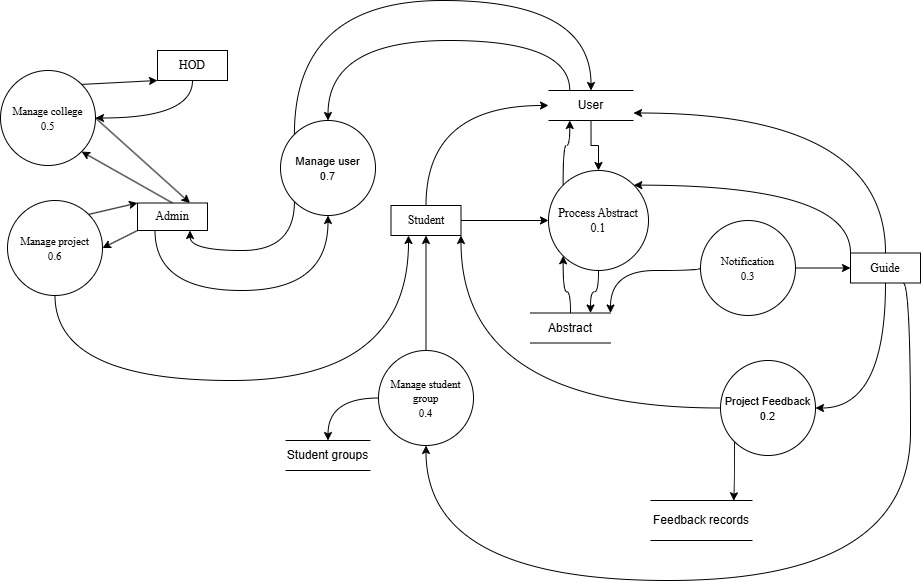 HOD
Manage college
0.5
User
Manage user
0.7
Admin
Student
Process Abstract
0.1
Manage project
0.6
Notification
0.3
Guide
Abstract
Manage student
group
0.4
Project Feedback
0.2
Student groups
Feedback records